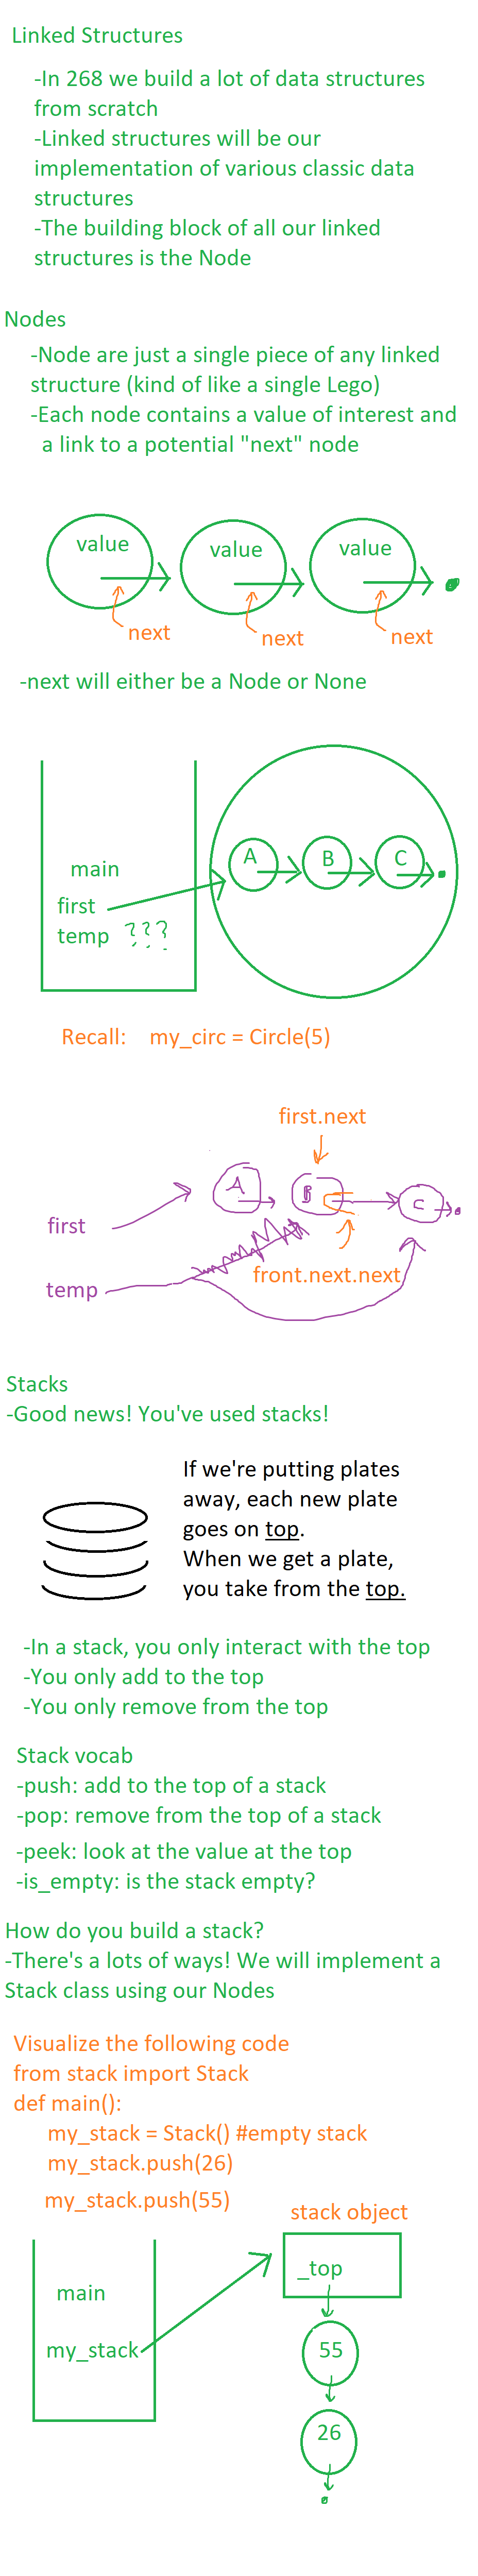 Linked Structures
-In 268 we build a lot of data structures
from scratch
-Linked structures will be our
implementation of various classic data
structures
-The building block of all our linked
structures is the Node
Nodes
-Node are just a single piece of any linked
structure (kind of like a single Lego)
-Each node contains a value of interest and
a link to a potential "next" node
value value value
next next next
-next will either be a Node or None
A B C
main
first
temp ???
Recall: my_circ = Circle(5)
first.next
A B C
first
front.next.next
temp
Stacks
-Good news! You've used stacks!
If we're putting plates
away, each new plate
goes on top.
When we get a plate,
you take from the top.
-In a stack, you only interact with the top
-You only add to the top
-You only remove from the top
Stack vocab
-push: add to the top of a stack
-pop: remove from the top of a stack
-peek: look at the value at the top
-is_empty: is the stack empty?
How do you build a stack?
-There's a lots of ways! We will implement a
Stack class using our Nodes
Visualize the following code
from stack import Stack
def main():
my_stack = Stack() #empty stack
my_stack.push(26)
my_stack.push(55)
stack object
_top
main
my_stack
55
26